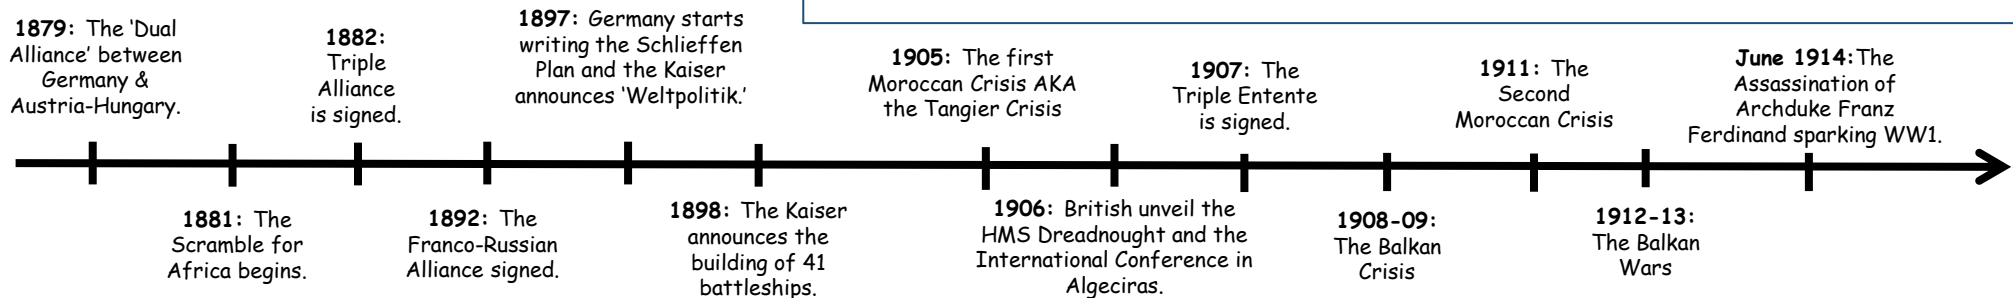 1879: The ‘Dual
Alliance’ between
Germany &
Austria-Hungary.
1881: The
Scramble for
Africa begins.
1882:
Triple
Alliance
is signed.
1892: The
Franco-Russian
Alliance signed.
1897: Germany starts
writing the Schlieffen
Plan and the Kaiser
announces ‘Weltpolitik.’
1898: The Kaiser
announces the
building of 41
battleships.
1905: The first
Moroccan Crisis AKA
the Tangier Crisis
1906: British unveil the
HMS Dreadnought and the
International Conference in
Algeciras.
1907: The
Triple Entente
is signed.
1908-09:
The Balkan
Crisis
1911: The
Second
Moroccan Crisis
1912-13:
The Balkan
Wars
June 1914:The
Assassination of
Archduke Franz
Ferdinand sparking WW1.